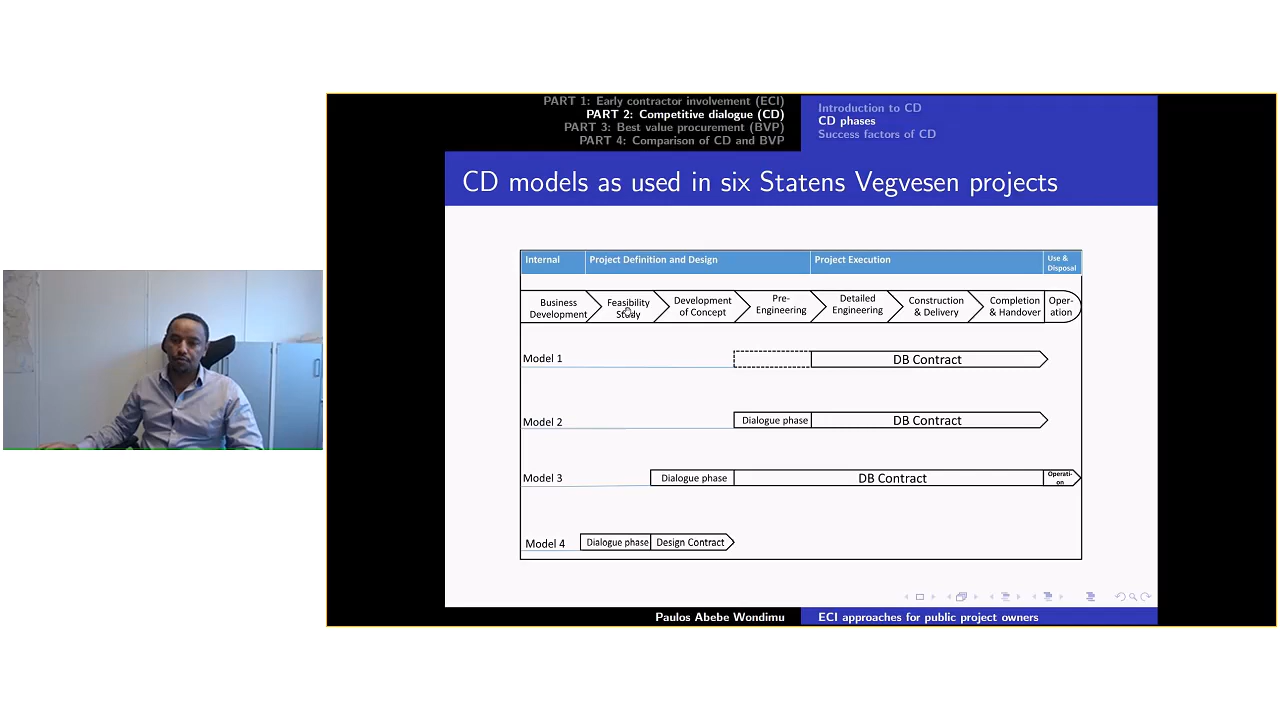 PART 1: Early contractor involvement (ECI)
PART 2: Competitive dialogue (CD)
PART 3: Best value procurement (BVP)
PART 4: Comparison of CD and BVP
Introduction to CD
CD phases
Success factors of CD
CD models as used in six Statens Vegvesen projects
Internal
Project Definition and Design
Project Execution
Use &
Disposal
Business
Development
Feasibility
Study
Development
of Concept
Pre-
Engineering
Detailed
Engineering
Construction
& Delivery
Completion
& Handover
Oper-
ation
Model 1
DB Contract
Model 2
Dialogue phase
DB Contract
Model 3
Dialogue phase
DB Contract
Operati-
on
Model 4
Dialogue phase
Design Contract
Paulos Abebe Wondimu
ECI approaches for public project owners